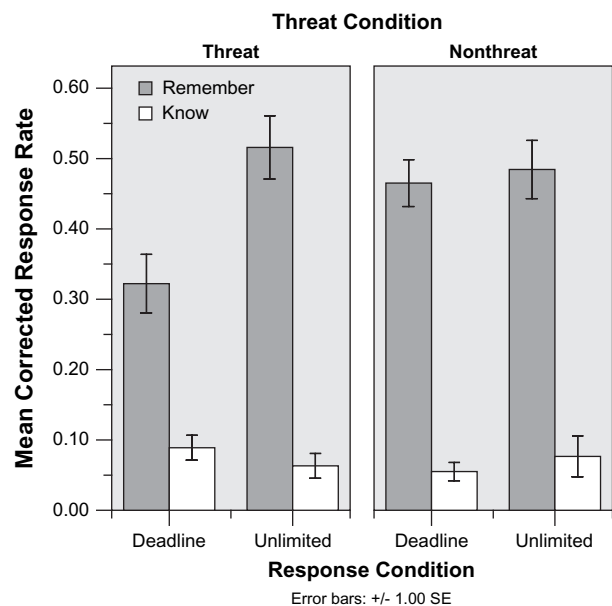 Threat Condition
Threat Nonthreat
Remember
Know
Mean Corrected Response Rate
0.60
0.50
0.40
0.30
0.20
0.10
0.00
Deadline Unlimited Deadline Unlimited
Response Condition
Error bars: +/- 1.00 SE